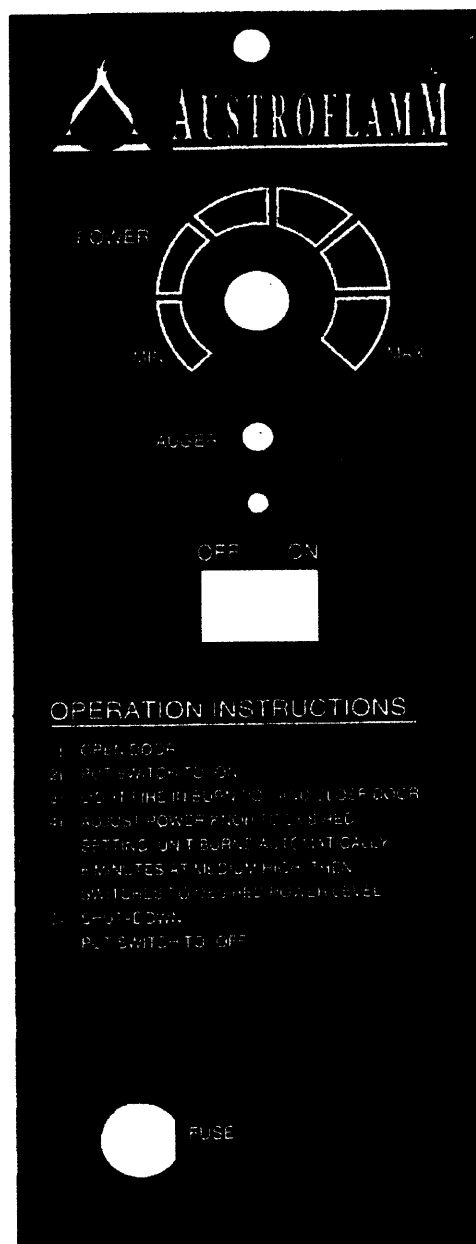 AUSTROFLAMM
POWER
MIN
MAX
AUGER
OFF ON
OPERATION INSTRUCTIONS
1) OPEN DOOR
2) PUT SWITCH TO "ON"
3) LIGHT FIRE IN BURN POT AND CLOSE DOOR
4) ADJUST POWER KNOB TO DESIRED
SETTING, UNIT BURNS AUTOMATICALLY
MINUTES AT MEDIUM HIGH, THEN
SWITCHES TO DESIRED POWER LEVEL
5) SHUT-DOWN
PUT SWITCH TO "OFF"
FUSE